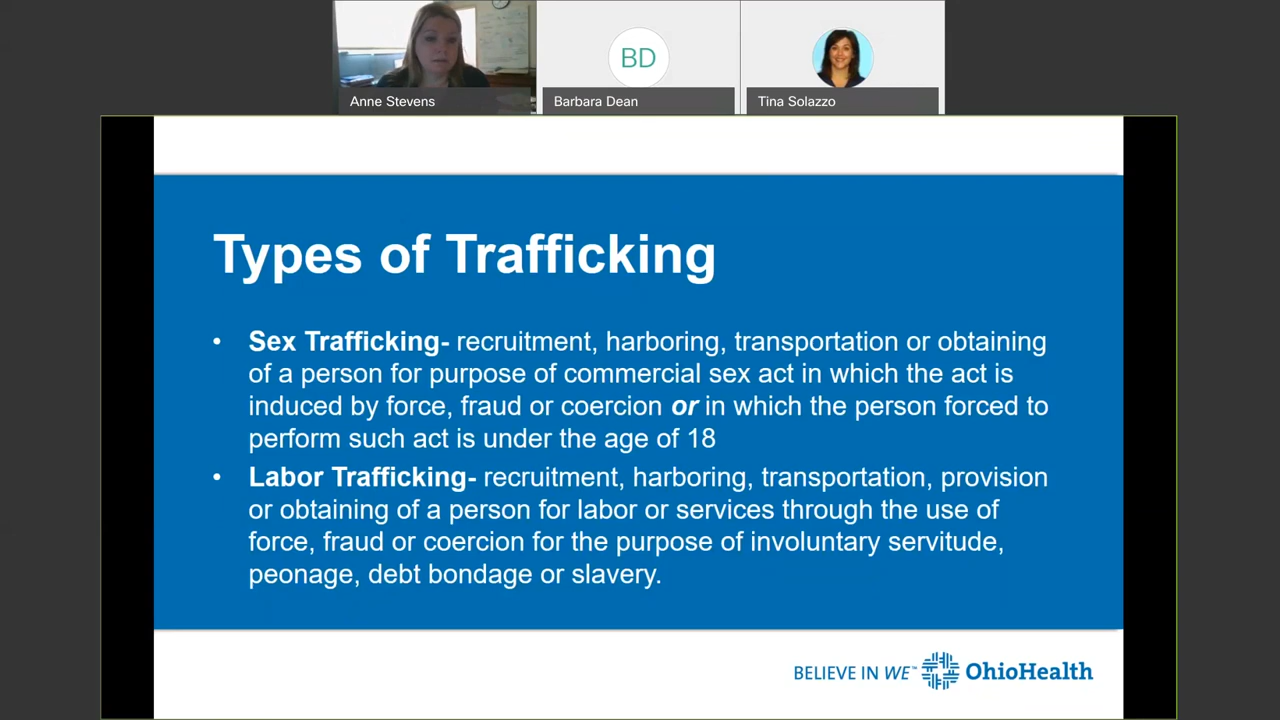 Anne Stevens
BD
Barbara Dean
Tina Solazzo
Types of Trafficking
• Sex Trafficking- recruitment, harboring, transportation or obtaining
of a person for purpose of commercial sex act in which the act is
induced by force, fraud or coercion or in which the person forced to
perform such act is under the age of 18
• Labor Trafficking- recruitment, harboring, transportation, provision
or obtaining of a person for labor or services through the use of
force, fraud or coercion for the purpose of involuntary servitude,
peonage, debt bondage or slavery.
BELIEVE IN WE™ OhioHealth